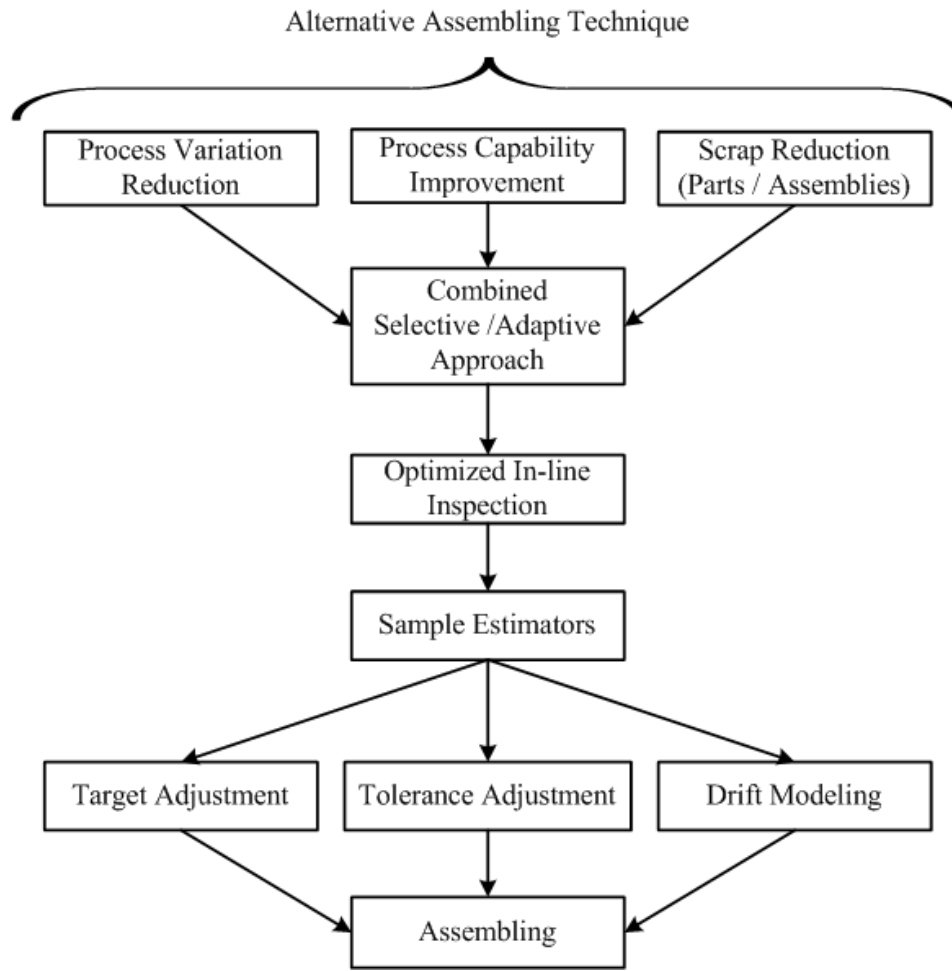 Alternative Assembling Technique
Process Variation
Reduction
Process Capability
Improvement
Scrap Reduction
(Parts / Assemblies)
Combined
Selective /Adaptive
Approach
Optimized In-line
Inspection
Sample Estimators
Target Adjustment
Tolerance Adjustment
Drift Modeling
Assembling